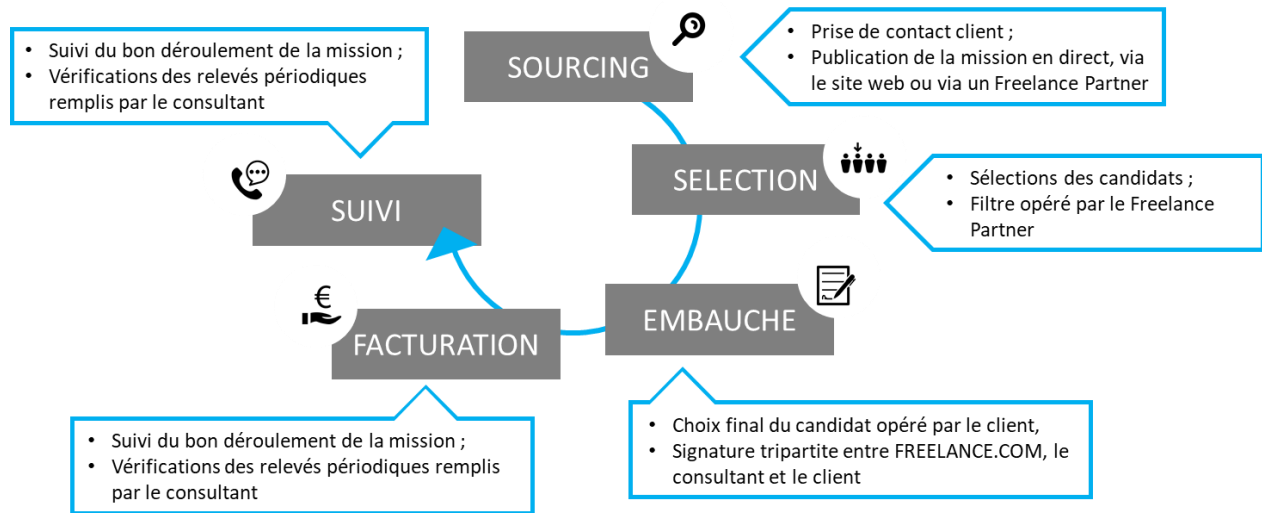 SOURCING
• Prise de contact client ;
• Publication de la mission en direct, via
le site web ou via un Freelance Partner
SELECTION
• Sélections des candidats ;
• Filtre opéré par le Freelance
Partner
EMBAUCHE
• Choix final du candidat opéré par le client,
• Signature tripartite entre FREELANCE.COM, le
consultant et le client
€
FACTURATION
• Suivi du bon déroulement de la mission ;
• Vérifications des relevés périodiques remplis
par le consultant
SUIVI
• Suivi du bon déroulement de la mission ;
• Vérifications des relevés périodiques
remplis par le consultant